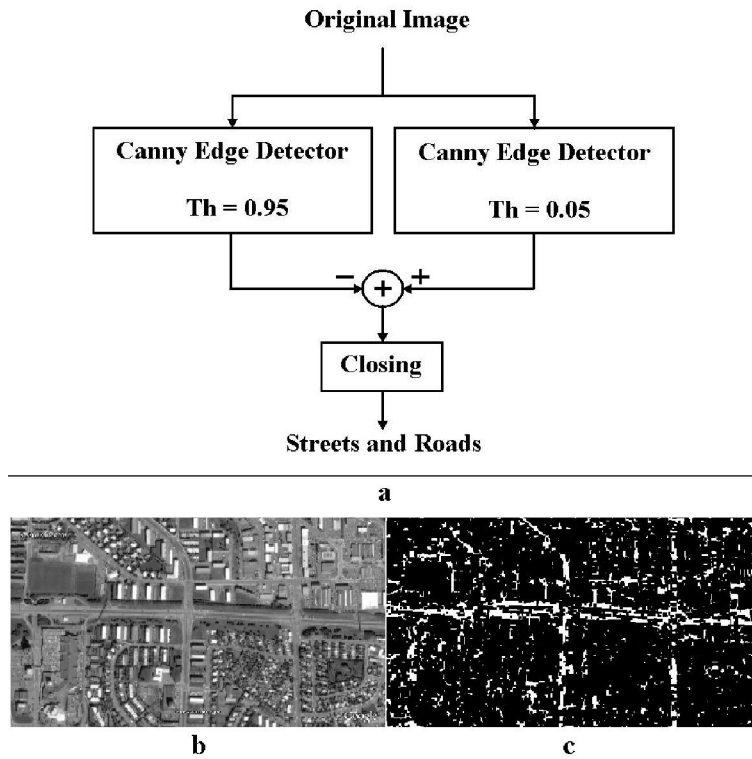 Original Image
Canny Edge Detector
Th = 0.95
Canny Edge Detector
Th = 0.05
− +
+
Closing
Streets and Roads
a
b
c